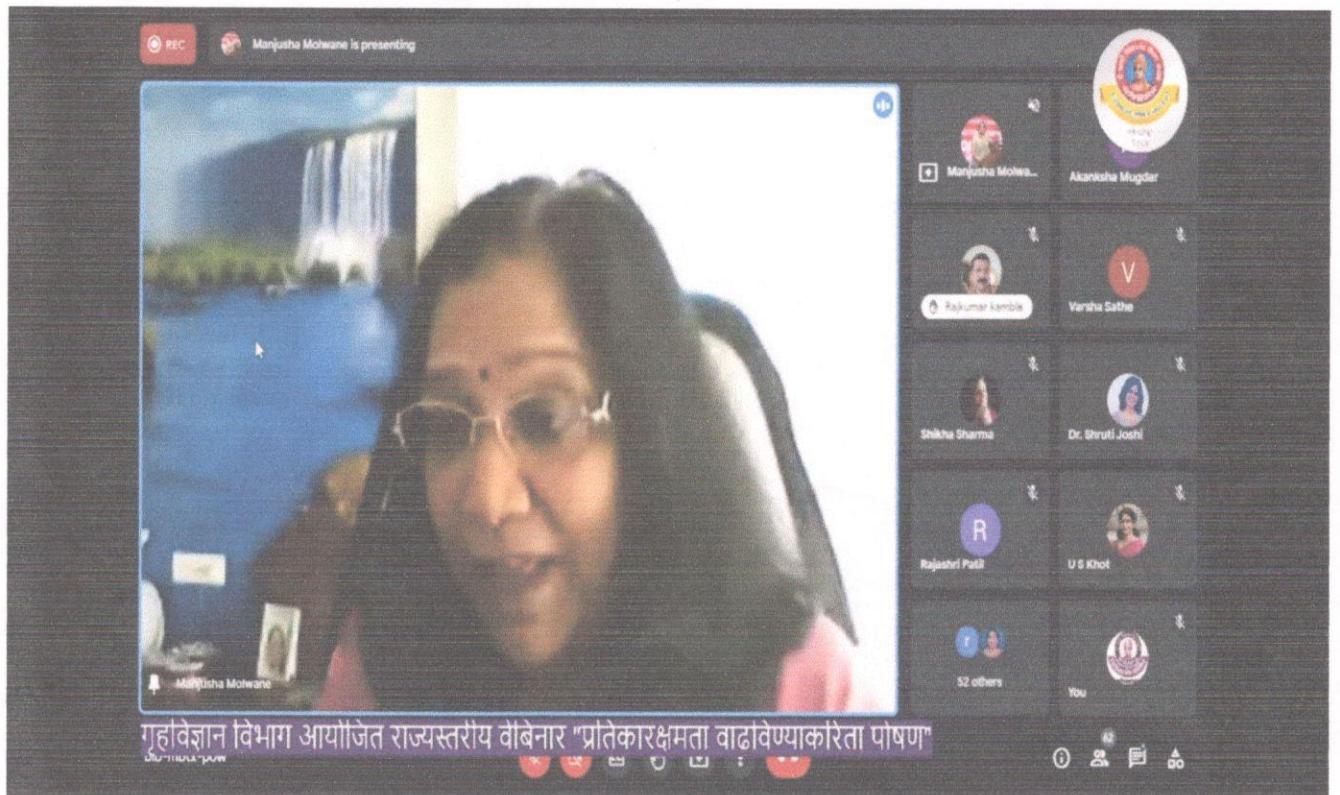 REC
Manjusha Molwane is presenting
Manjusha Molwa...
Akanksha Mugdar
Rajkumar kamble
V
Varsha Sathe
Shikha Sharma
Dr. Shruti Joshi
R
Rajashri Patil
U S Khot
r
52 others
You
Manjusha Molwane
गृहविज्ञान विभाग आयोजित राज्यस्तरीय वेबिनार "प्रतिकारक्षमता वाढविण्याकरिता पोषण"
62